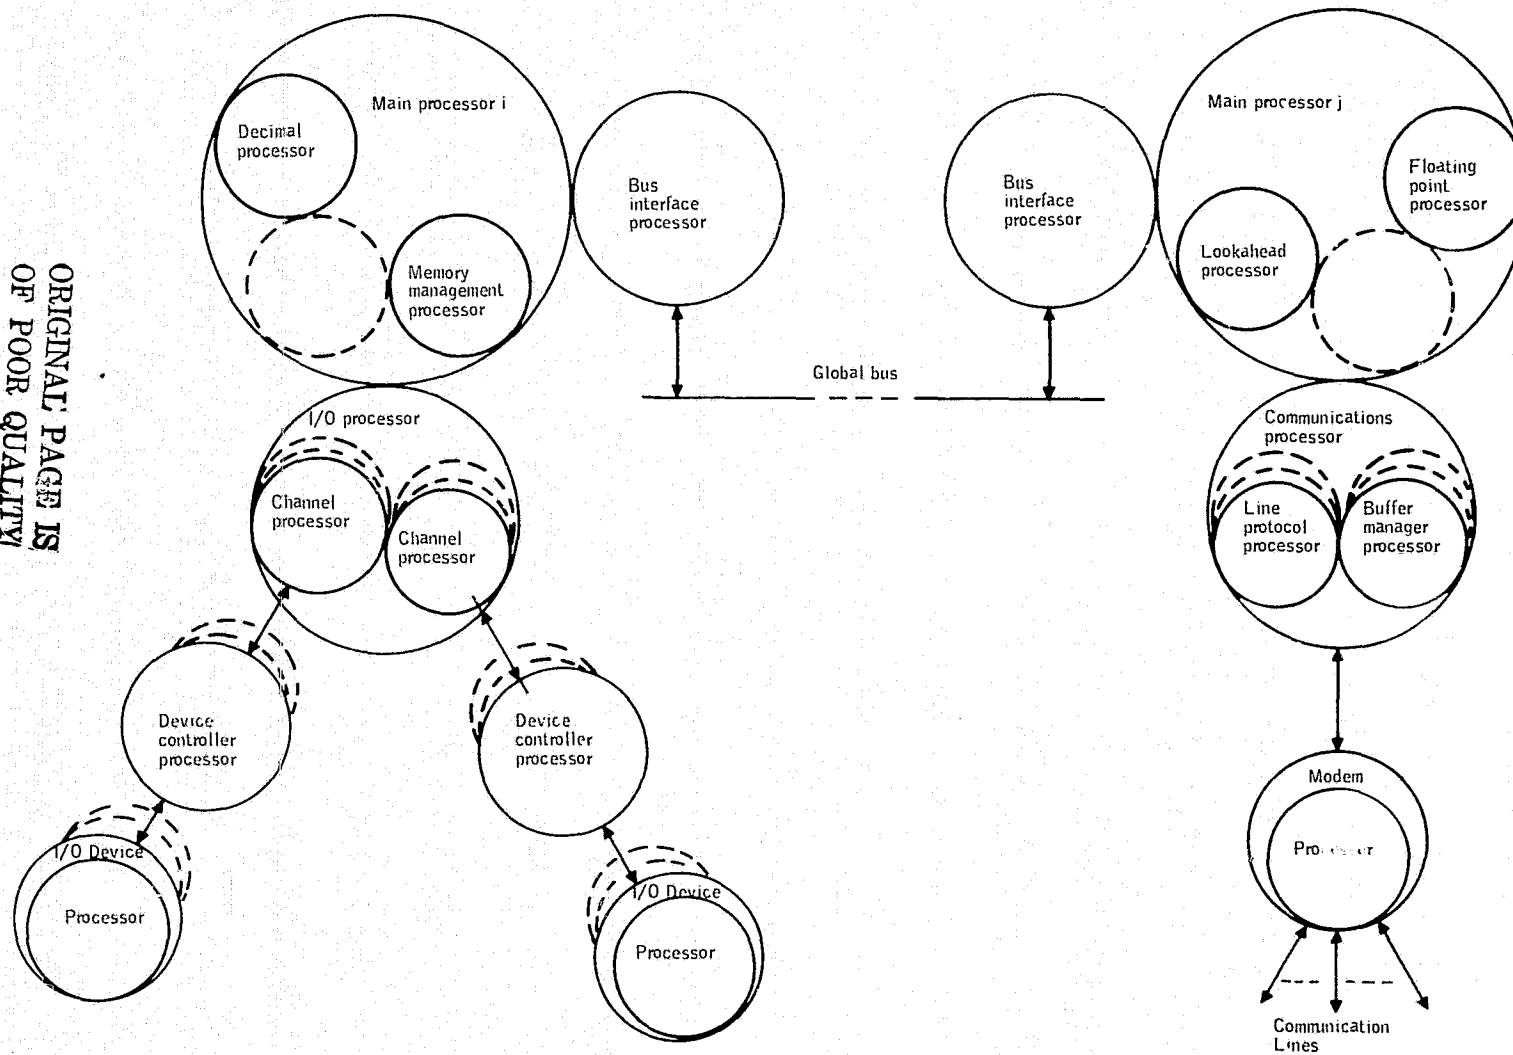 ORIGINAL PAGE IS
OF POOR QUALITY
Main processor i
Decimal
processor
Memory
management
processor
Bus
interface
processor
Bus
interface
processor
Main processor j
Floating
point
processor
Lookahead
processor
Global bus
I/O processor
Channel
processor
Channel
processor
Communications
processor
Line
protocol
processor
Buffer
manager
processor
Device
controller
processor
Device
controller
processor
I/O Device
Processor
I/O Device
Processor
Modem
Processor
Communication
Lines